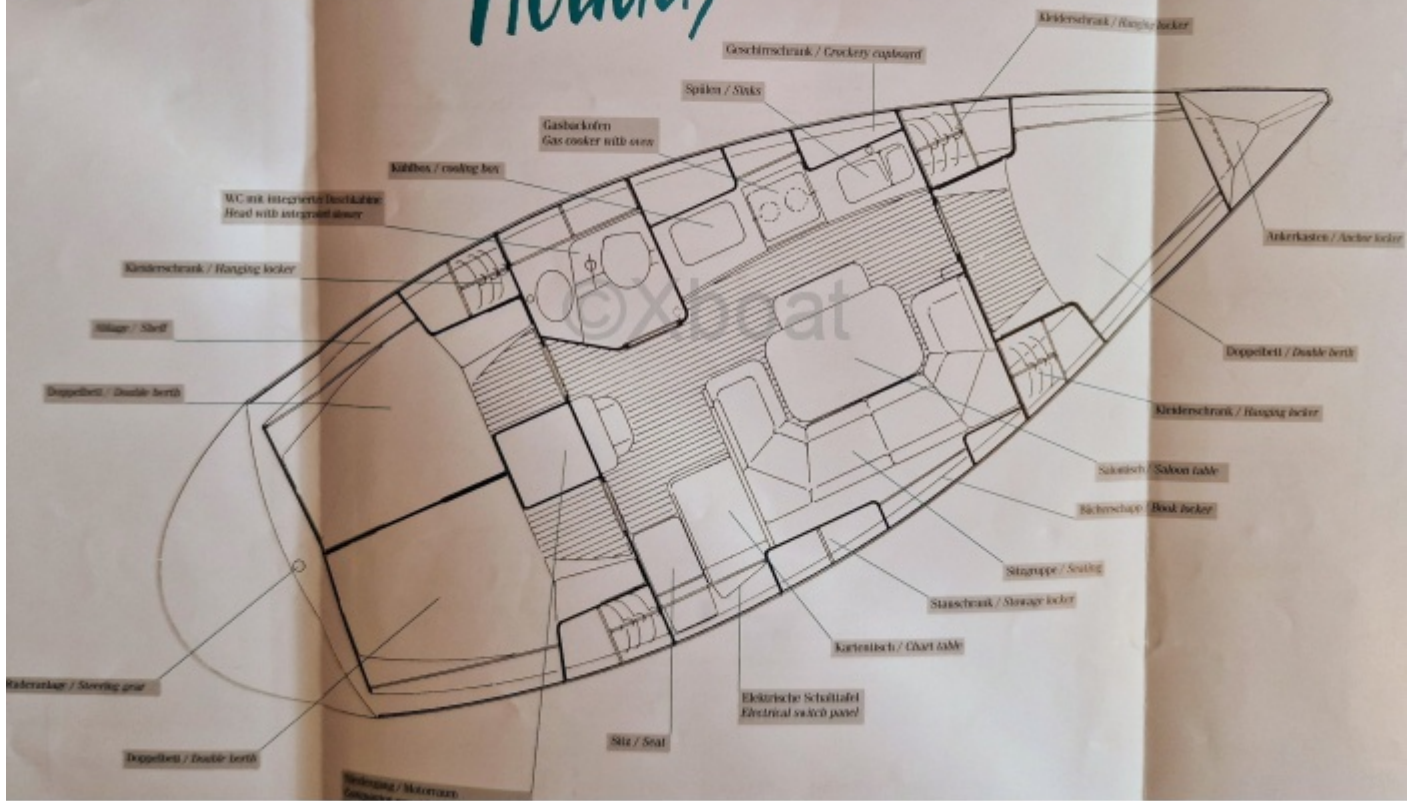 Holiday
Kleiderschrank / Hanging locker
Geschirrschrank / Crockery cupboard
Spülen / Sinks
Gasbackofen
Gas cooker with oven
Kühlbox / cooling box
WC mit integrierter Duschkabine
Head with integrated shower
Ankerkasten / Anchor locker
Kleiderschrank / Hanging locker
©Xboat
Ablage / Shelf
Doppelbett / Double berth
Doppelbett / Double berth
Kleiderschrank / Hanging locker
Salontisch / Saloon table
Bücherschapp / Book locker
Sitzgruppe / Seating
Stauschrank / Stowage locker
Kartentisch / Chart table
Ruderanlage / Steering gear
Elektrische Schalttafel
Electrical switch panel
Sitz / Seat
Doppelbett / Double berth
Niedergang / Motorraum